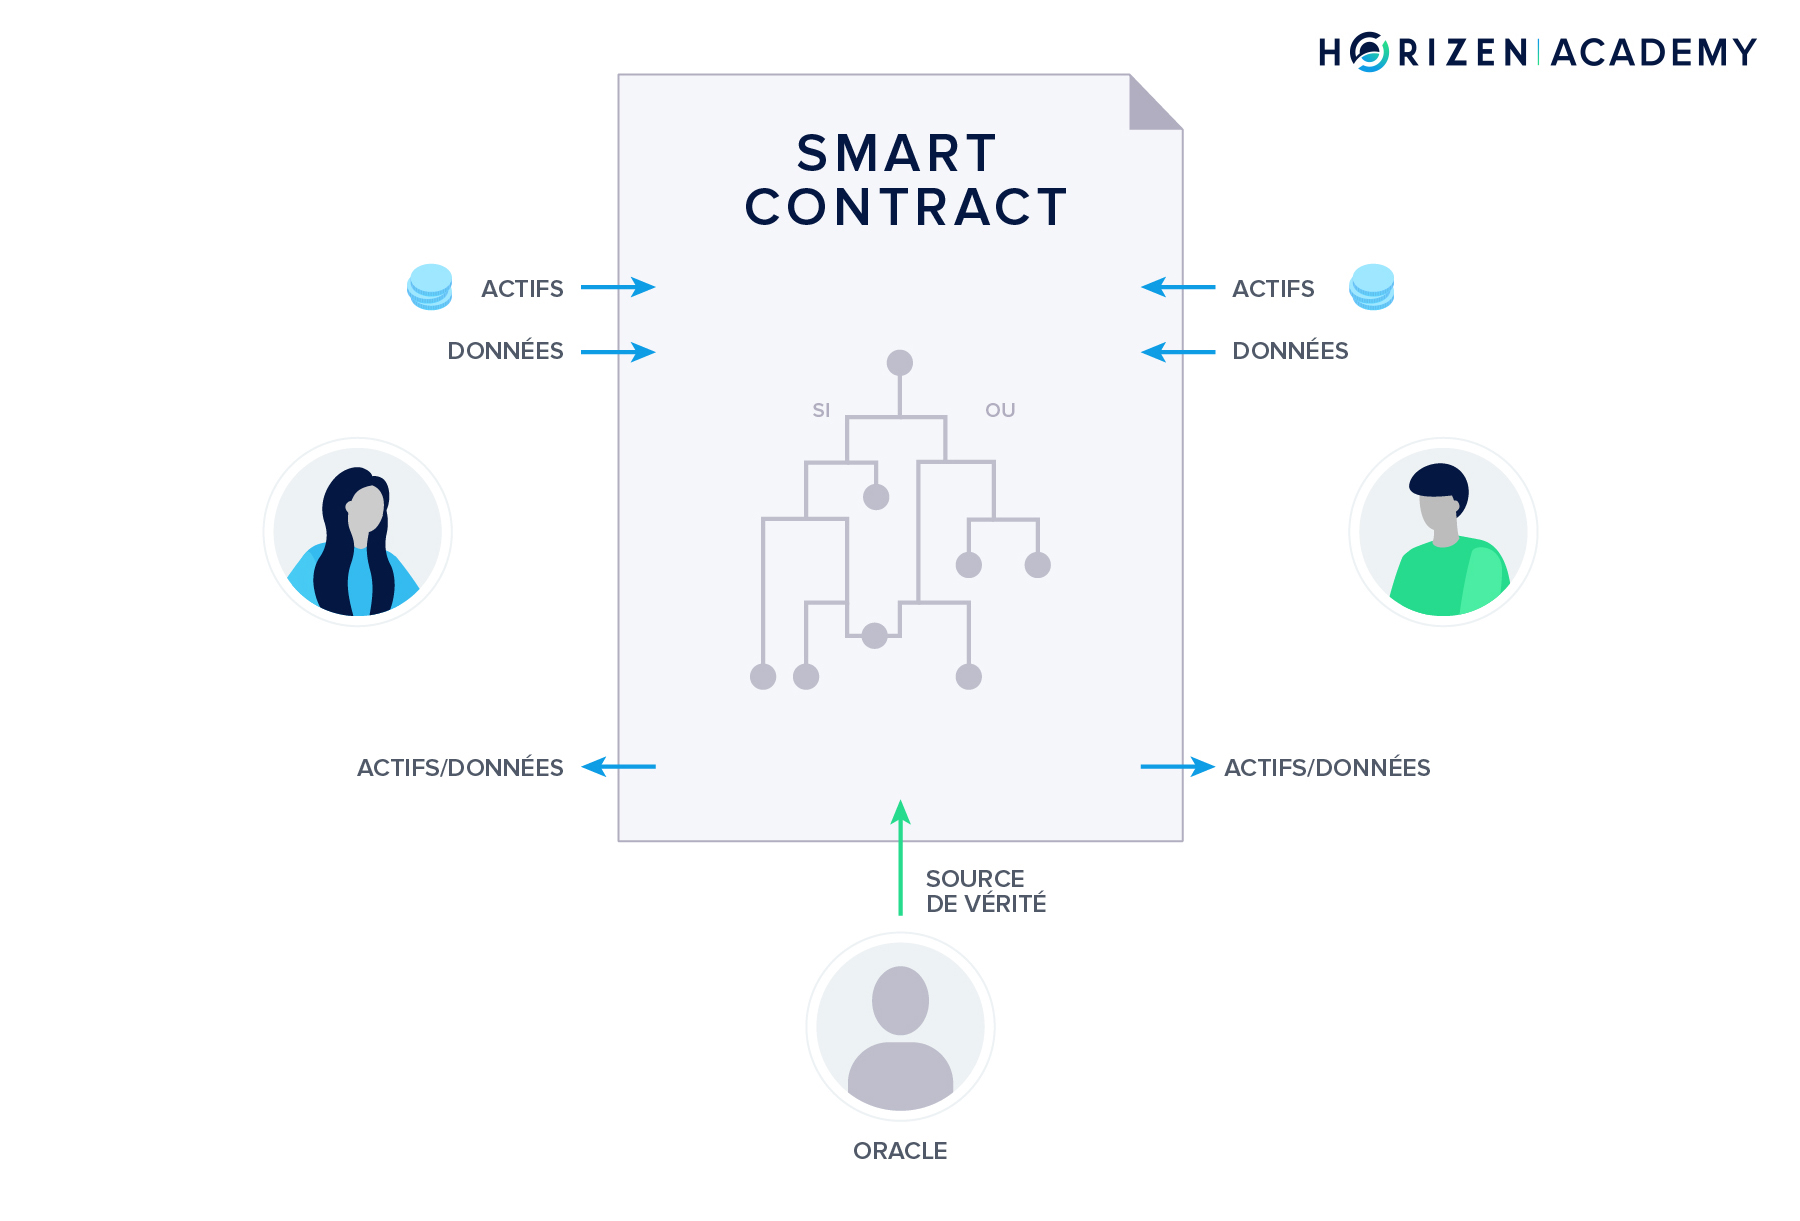 HORIZEN | ACADEMY
SMART
CONTRACT
ACTIFS
ACTIFS
DONNÉES
DONNÉES
SI
OU
ACTIFS/DONNÉES
ACTIFS/DONNÉES
SOURCE
DE VÉRITÉ
ORACLE